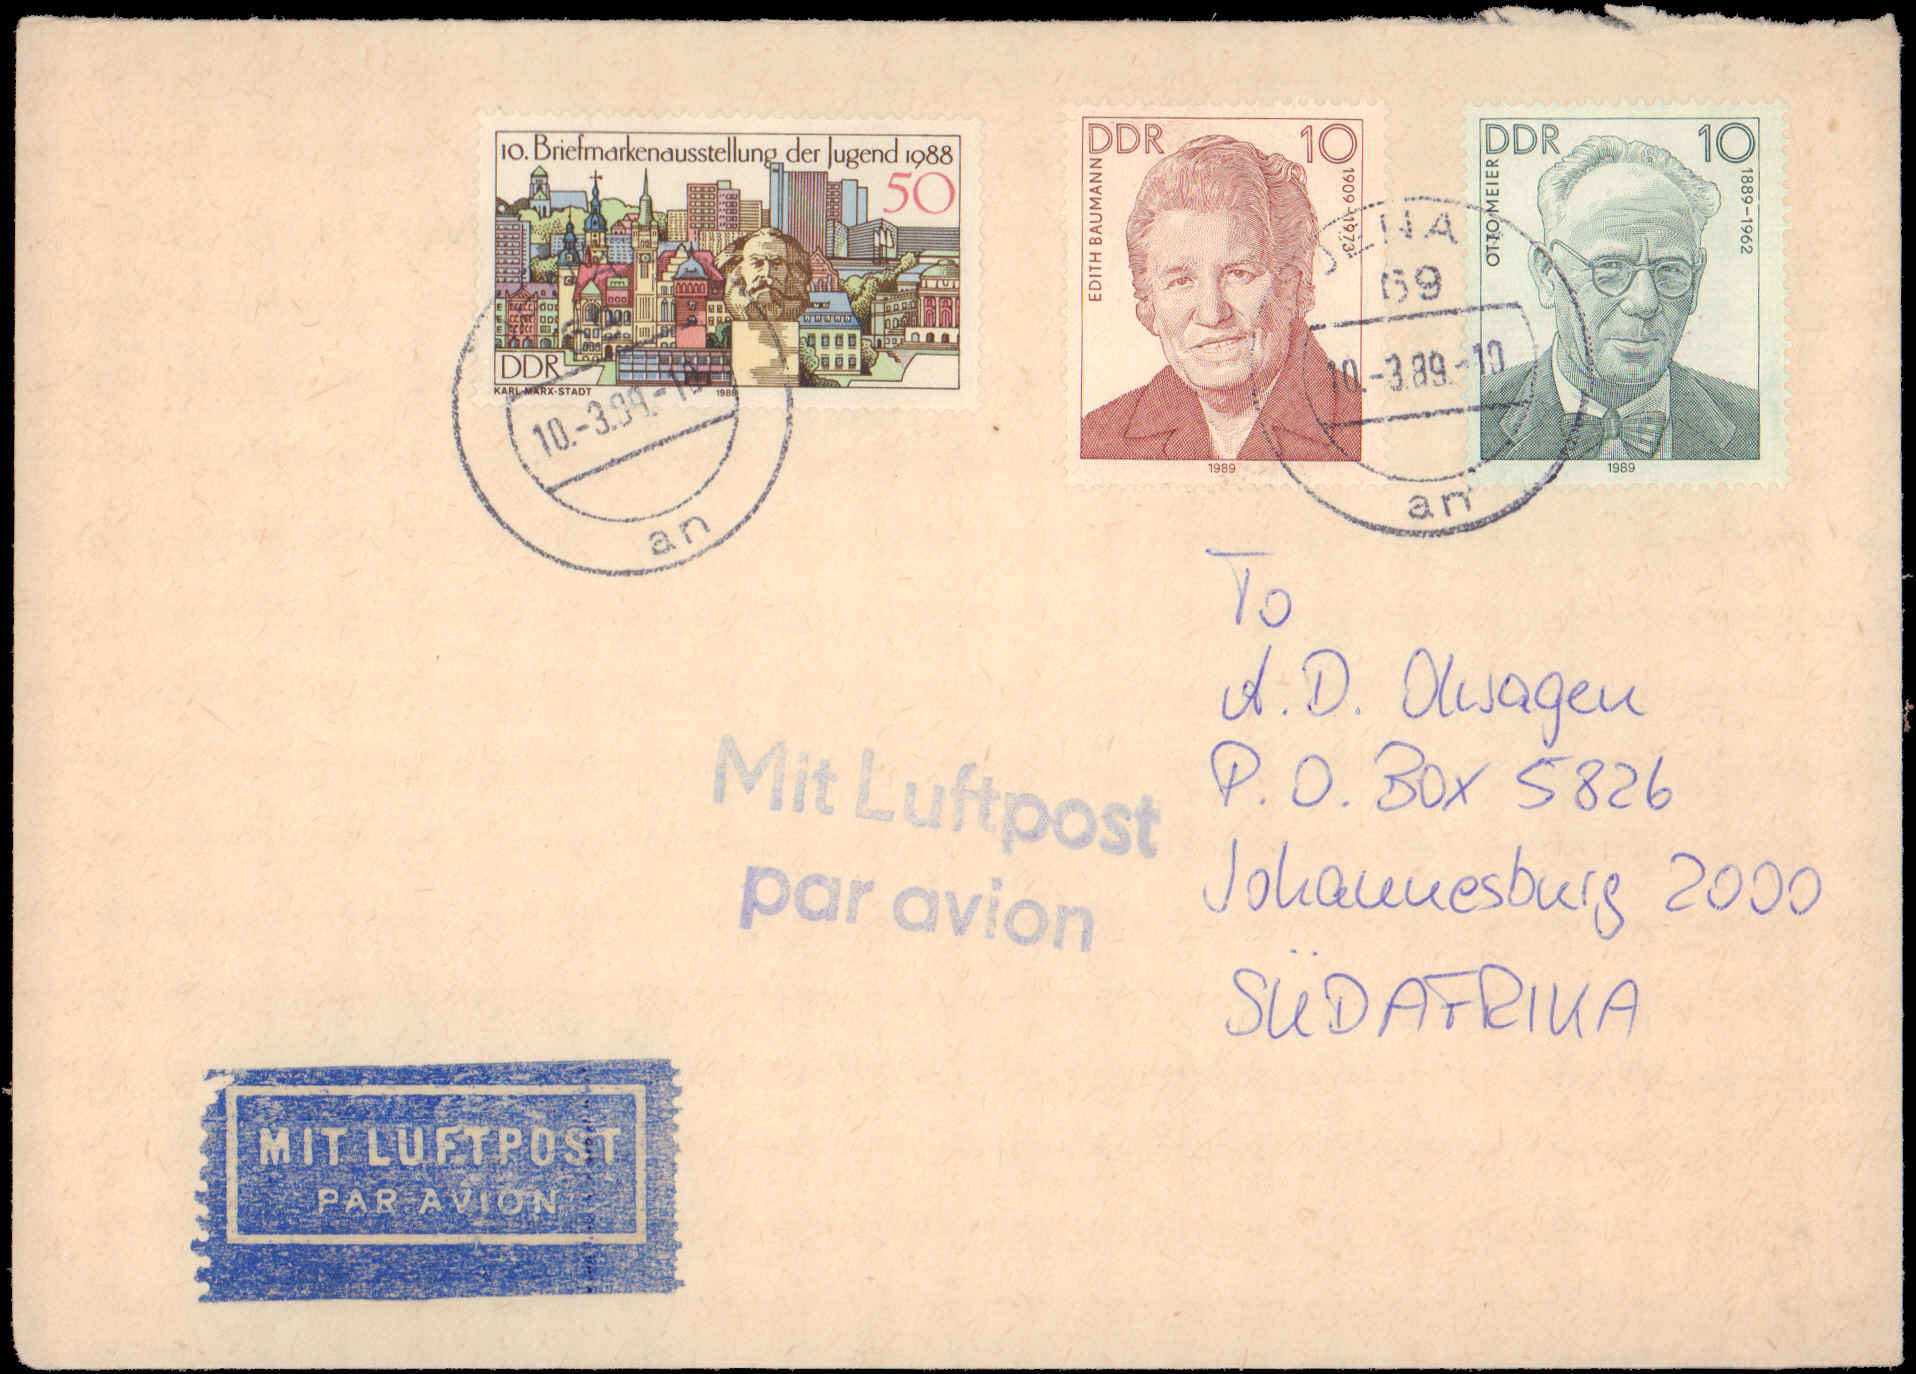 10. Briefmarkenausstellung der Jugend 1988
50
DDR
KARL-MARX-STADT
1988
DDR 10
EDITH BAUMANN
1909-1973
1989
DDR 10
OTTO MEIER
1889-1962
1989
10.-3.89.-10
an
JENA
69
10.-3.89.-10
an
To
A. D. Olwagen
P. O. Box 5826
Johannesburg 2000
SÜDAFRIKA
Mit Luftpost
par avion
MIT LUFTPOST
PAR AVION